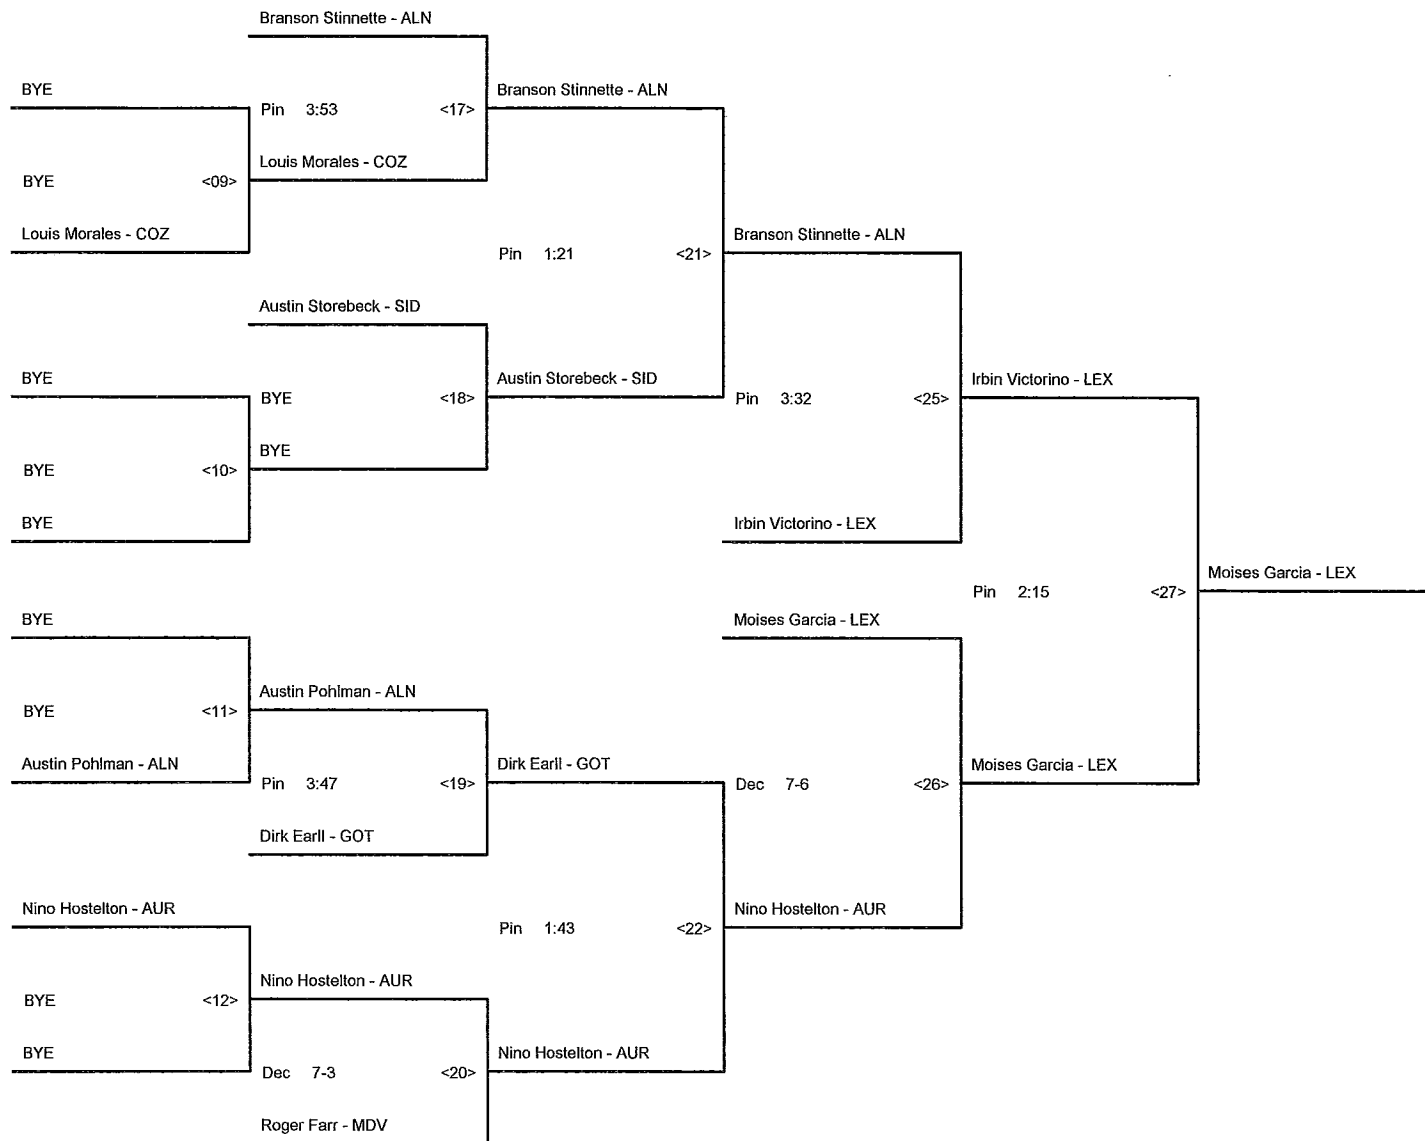 Branson Stinnette - ALN
BYE
Pin 3:53 <17>
Branson Stinnette - ALN
Louis Morales - COZ
BYE <09>
Louis Morales - COZ
Pin 1:21 <21>
Branson Stinnette - ALN
Austin Storebeck - SID
BYE
BYE <18>
Austin Storebeck - SID
Pin 3:32 <25>
Irbin Victorino - LEX
BYE
BYE <10>
BYE
Irbin Victorino - LEX
Pin 2:15 <27>
Moises Garcia - LEX
BYE
Moises Garcia - LEX
Austin Pohlman - ALN
BYE <11>
Austin Pohlman - ALN
Pin 3:47 <19>
Dirk Earll - GOT
Dec 7-6 <26>
Moises Garcia - LEX
Dirk Earll - GOT
Nino Hostelton - AUR
Pin 1:43 <22>
Nino Hostelton - AUR
Nino Hostelton - AUR
BYE <12>
BYE
Dec 7-3 <20>
Nino Hostelton - AUR
Roger Farr - MDV